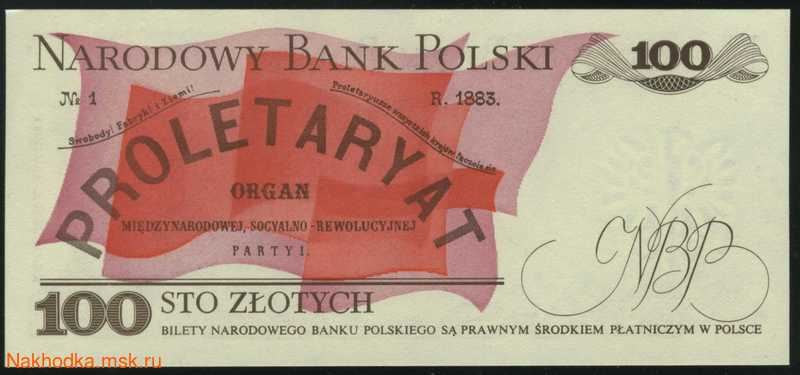 NARODOWY BANK POLSKI
100
№ 1
R. 1883.
Swobody! Fabryk! i Ziemi!
Proletaryusze wszystkich krajów łączcie się
PROLETARYAT
ORGAN
MIĘDZYNARODOWEJ,-SOCYALNO-REWOLUCYJNEJ
PARTYI.
NBP
100 STO ZŁOTYCH
BILETY NARODOWEGO BANKU POLSKIEGO SĄ PRAWNYM ŚRODKIEM PŁATNICZYM W POLSCE
Nakhodka.msk.ru